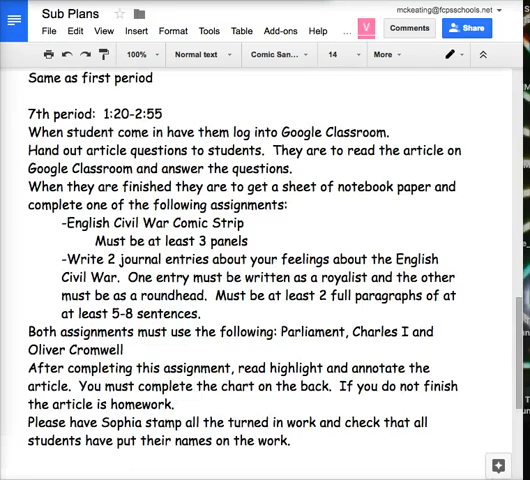 Sub Plans
mckeating@fcpsschools.net
File Edit View Insert Format Tools Table Add-ons Help ...
V
Comments
Share
100% Normal text Comic San... 14 More
Same as first period
7th period: 1:20-2:55
When student come in have them log into Google Classroom.
Hand out article questions to students. They are to read the article on
Google Classroom and answer the questions.
When they are finished they are to get a sheet of notebook paper and
complete one of the following assignments:
-English Civil War Comic Strip
Must be at least 3 panels
-Write 2 journal entries about your feelings about the English
Civil War. One entry must be written as a royalist and the other
must be as a roundhead. Must be at least 2 full paragraphs of at
at least 5-8 sentences.
Both assignments must use the following: Parliament, Charles I and
Oliver Cromwell
After completing this assignment, read highlight and annotate the
article. You must complete the chart on the back. If you do not finish
the article is homework.
Please have Sophia stamp all the turned in work and check that all
students have put their names on the work.